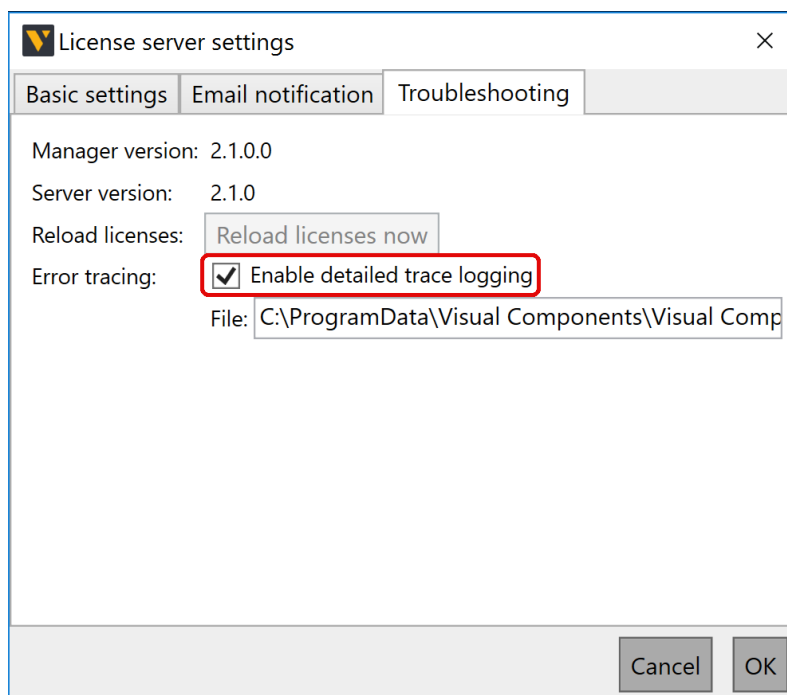 License server settings
Basic settings Email notification Troubleshooting
Manager version: 2.1.0.0
Server version: 2.1.0
Reload licenses: Reload licenses now
Error tracing: Enable detailed trace logging
File: C:\ProgramData\Visual Components\Visual Comp
Cancel OK